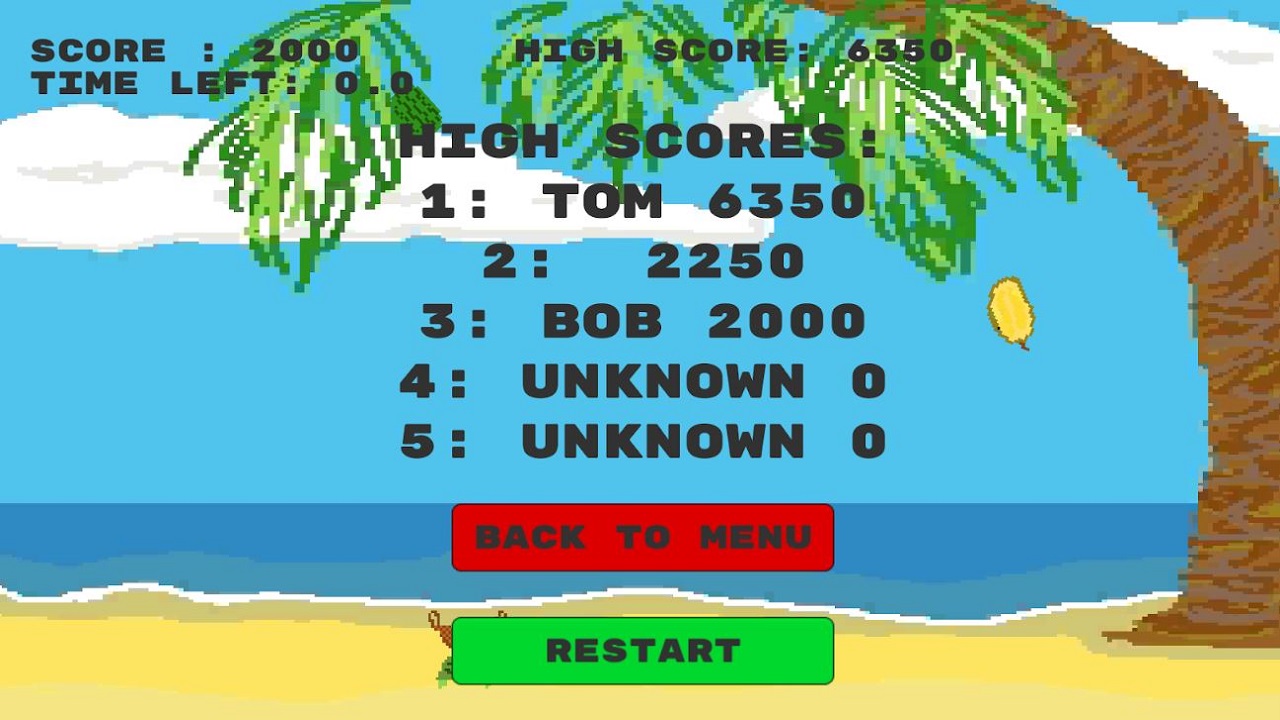 SCORE : 2000
HIGH SCORE: 6350
TIME LEFT: 0.0
HIGH SCORES:
1: TOM 6350
2: 2250
3: BOB 2000
4: UNKNOWN 0
5: UNKNOWN 0
BACK TO MENU
RESTART